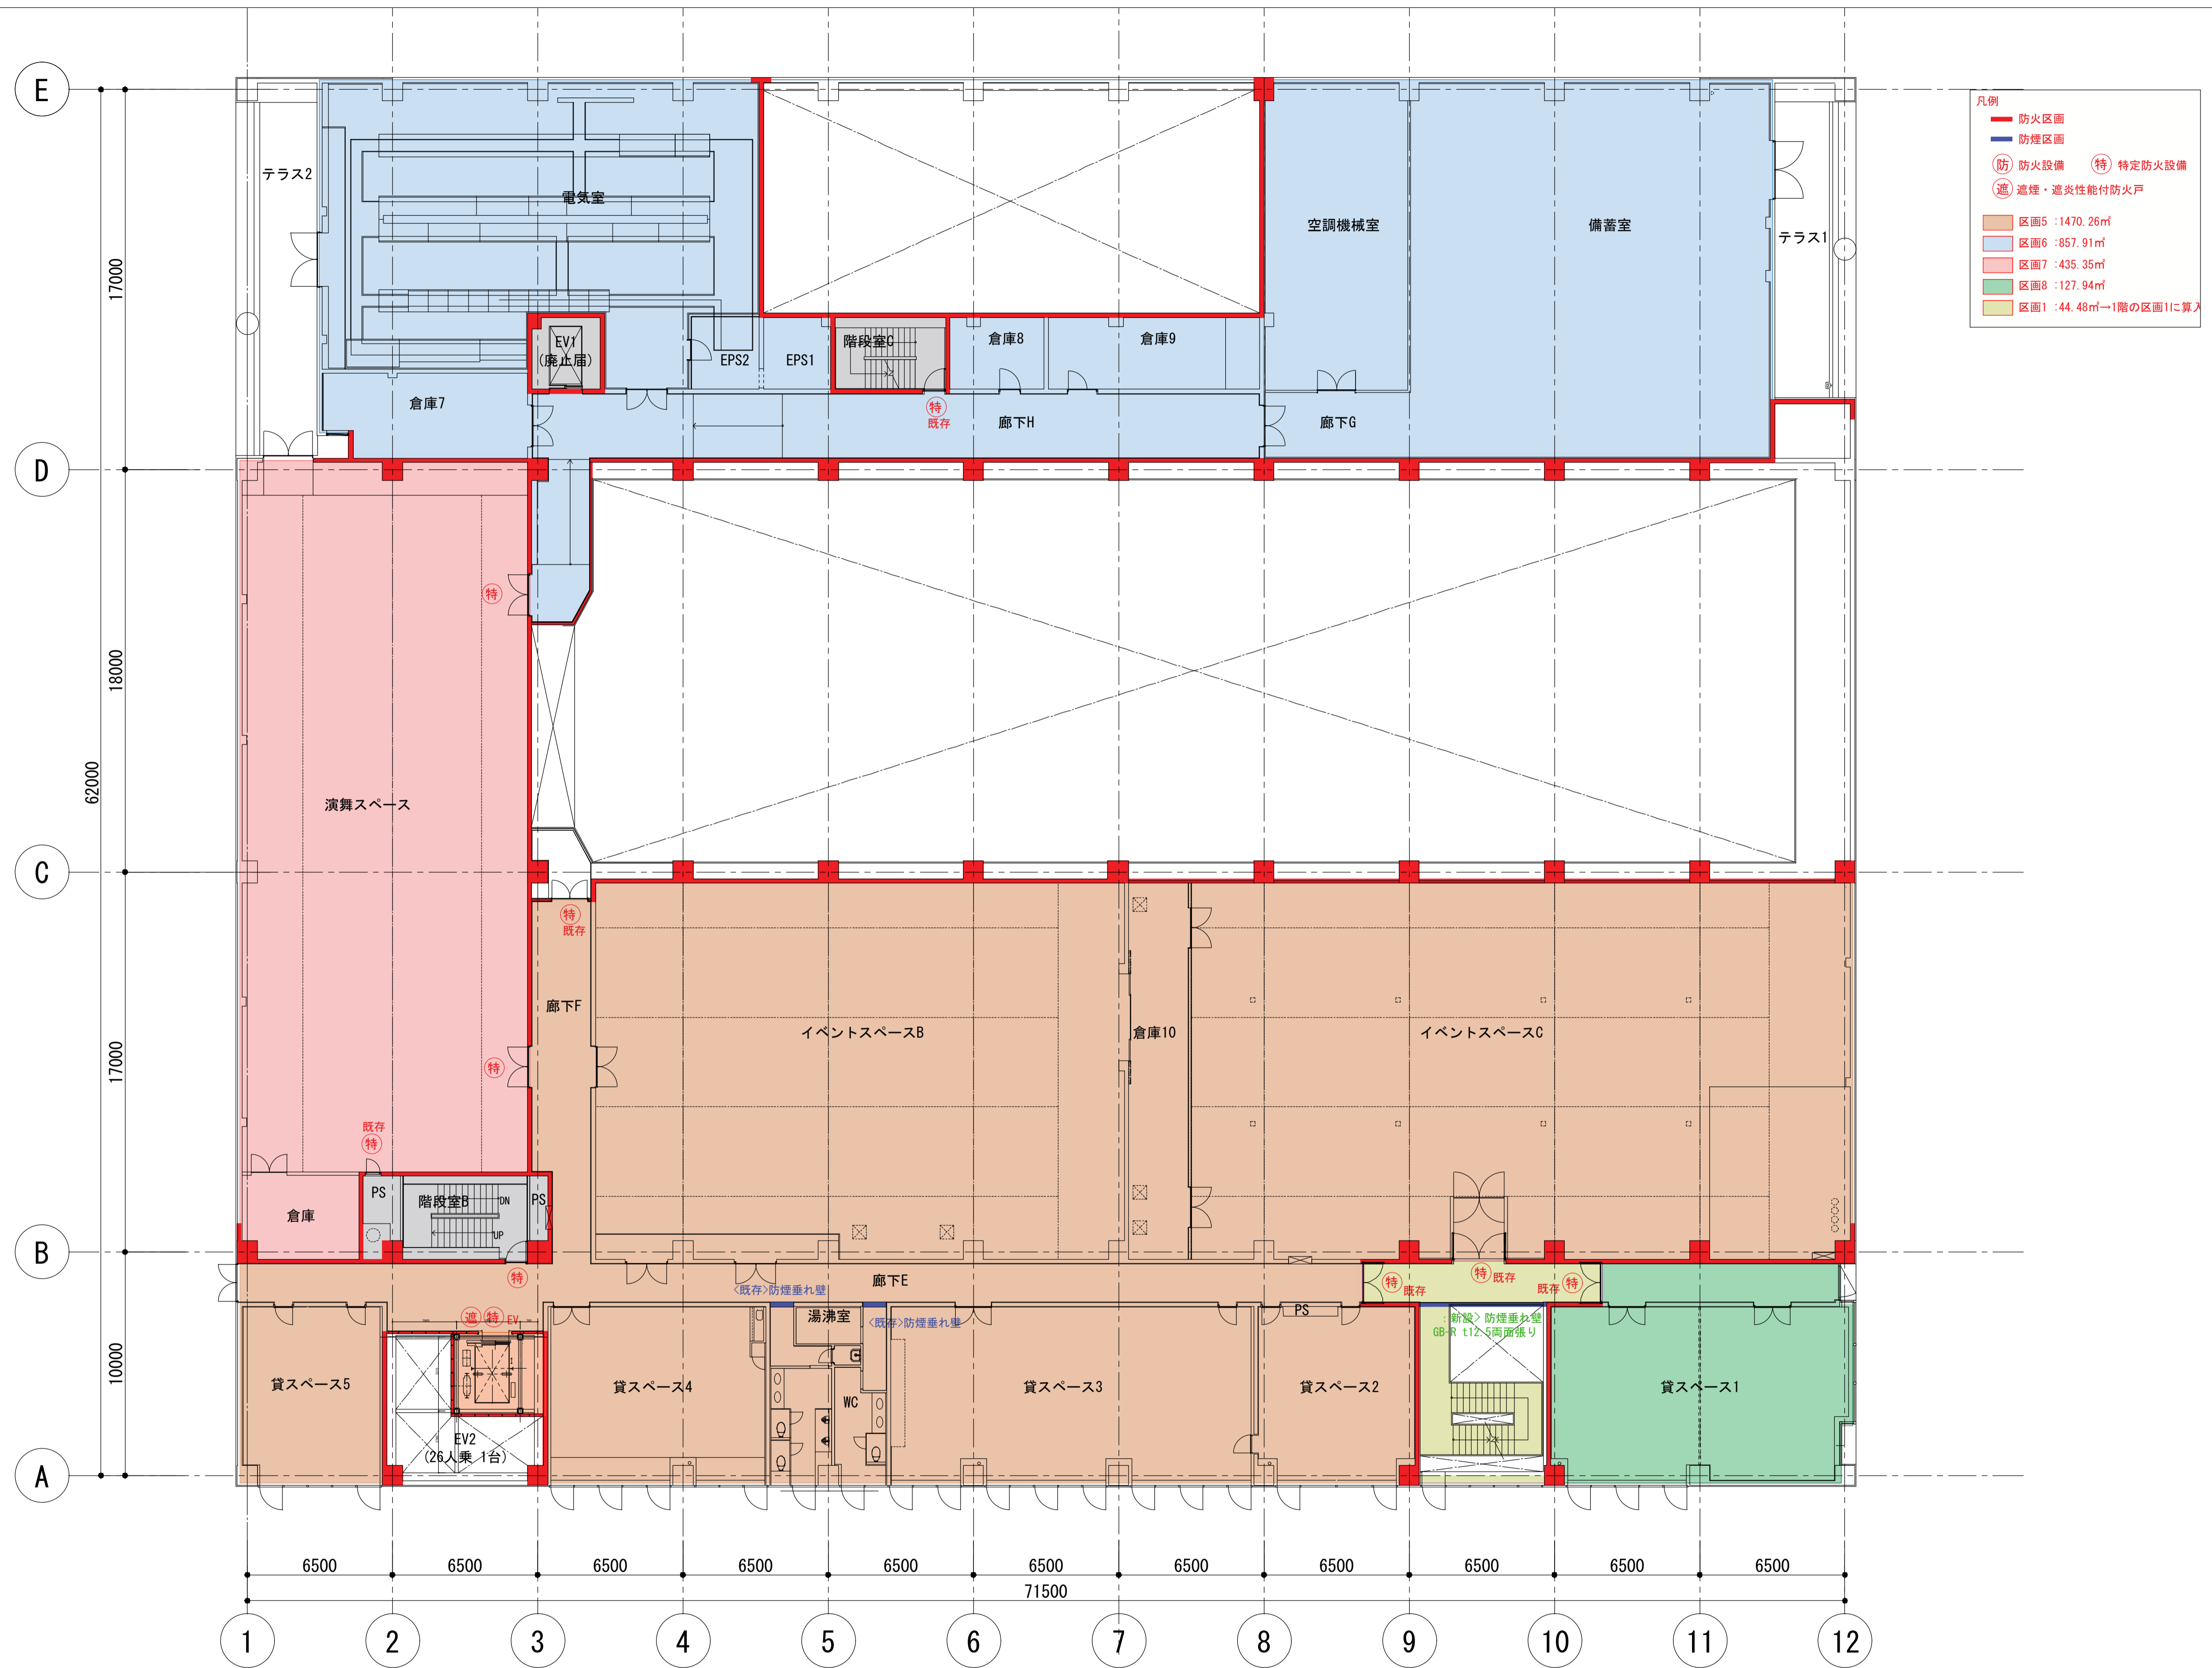 E
D
C
B
A
17000
18000
17000
10000
62000
凡例
防火区画
防煙区画
防 防火設備
特 特定防火設備
遮 遮煙・遮炎性能付防火戸
区画5 :1470.26㎡
区画6 :857.91㎡
区画7 :435.35㎡
区画8 :127.94㎡
区画1 :44.48㎡→1階の区画1に算入
テラス2
電気室
空調機械室
備蓄室
テラス1
EV1
(廃止届)
EPS2
EPS1
階段室C
倉庫8
倉庫9
倉庫7
特
既存
廊下H
廊下G
特
演舞スペース
特
既存
廊下F
イベントスペースB
倉庫10
イベントスペースC
特
既存
特
PS
階段室B
DN
UP
PS
倉庫
特
廊下E
<既存>防煙垂れ壁
<既存>防煙垂れ壁
特
既存
特
既存
既存
特
遮 特 EV
湯沸室
PS
新設>防煙垂れ壁
GB-R t12.5両面張り
貸スペース5
貸スペース4
WC
貸スペース3
貸スペース2
貸スペース1
EV2
(26人乗 1台)
6500
6500
6500
6500
6500
6500
6500
6500
6500
6500
6500
71500
1
2
3
4
5
6
7
8
9
10
11
12